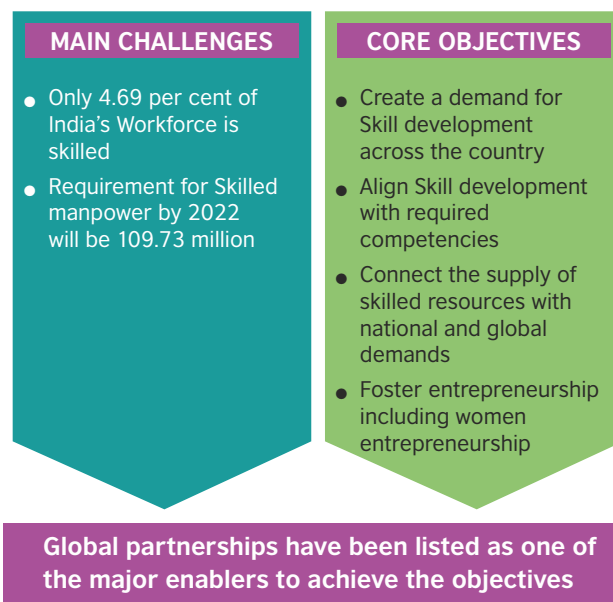 MAIN CHALLENGES
● Only 4.69 per cent of
India’s Workforce is
skilled
● Requirement for Skilled
manpower by 2022
will be 109.73 million
CORE OBJECTIVES
● Create a demand for
Skill development
across the country
● Align Skill development
with required
competencies
● Connect the supply of
skilled resources with
national and global
demands
● Foster entrepreneurship
including women
entrepreneurship
Global partnerships have been listed as one of
the major enablers to achieve the objectives